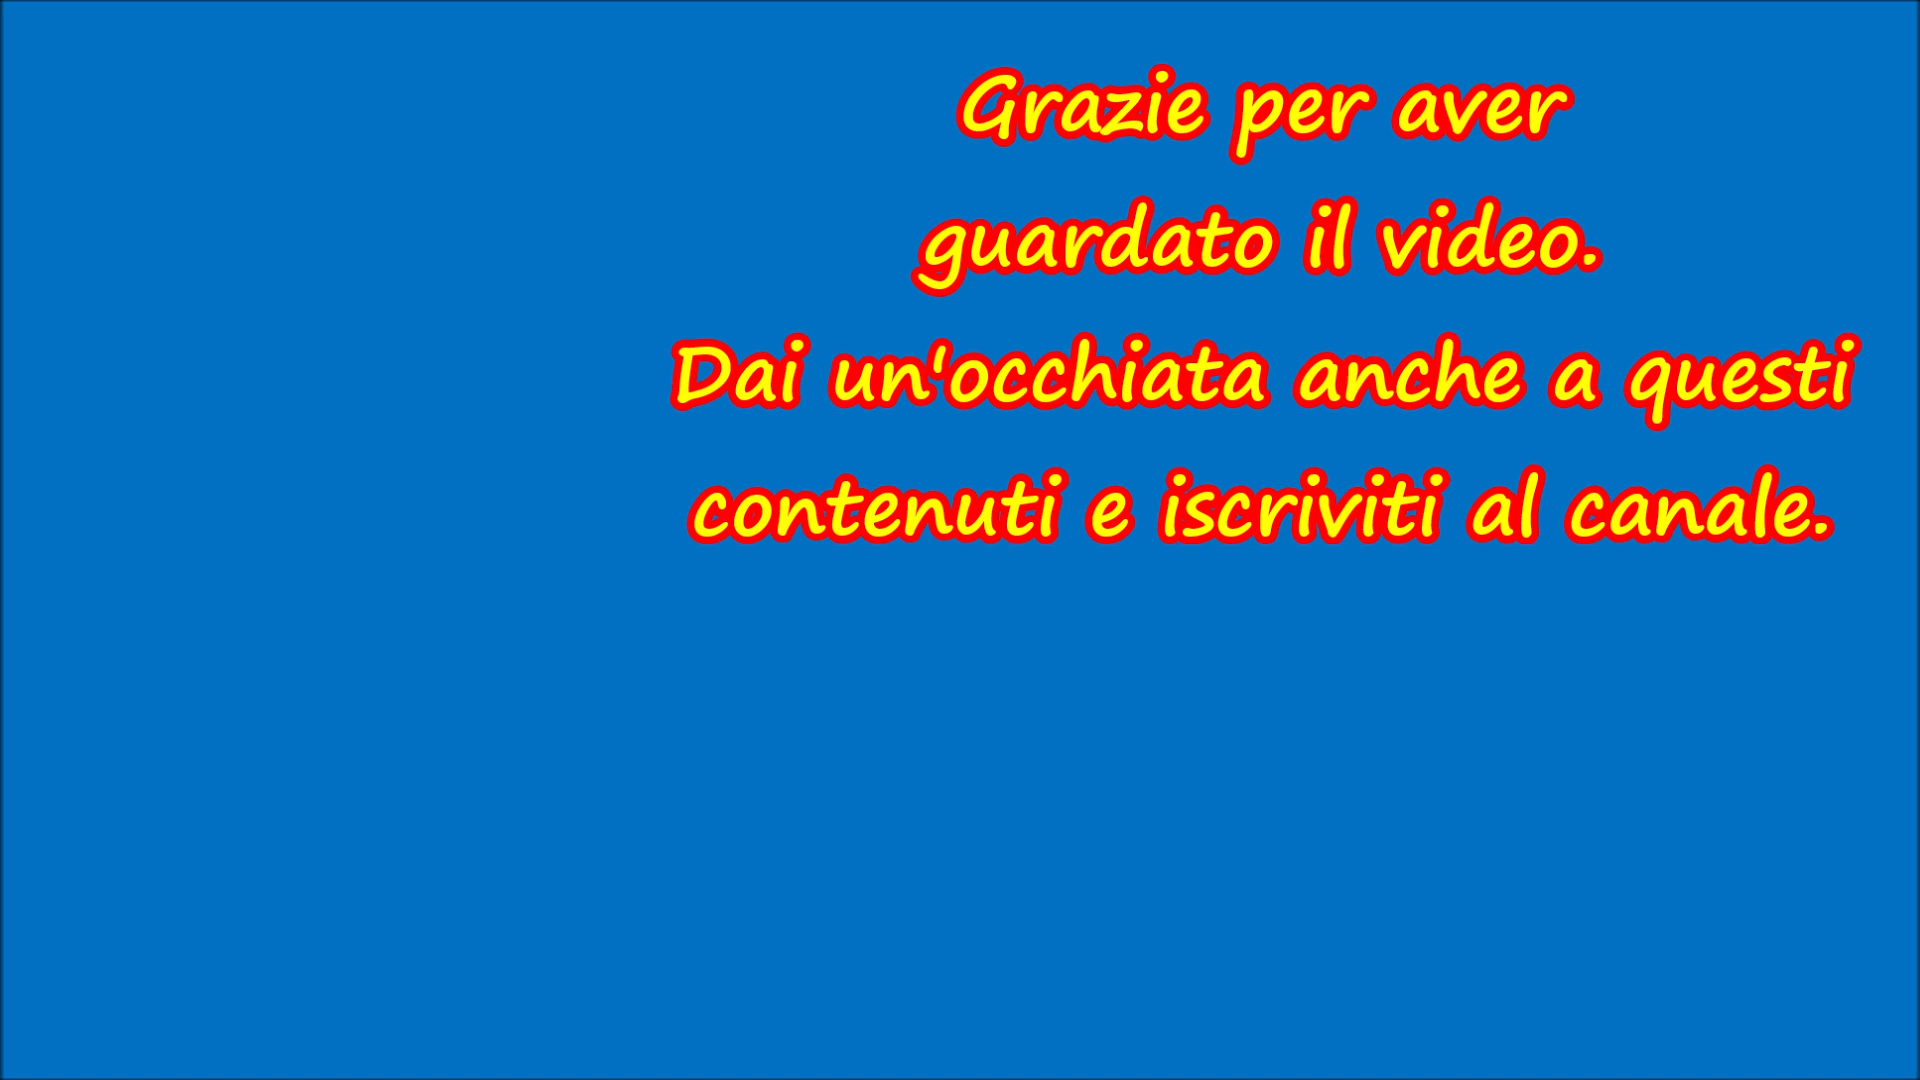 Grazie per aver
guardato il video.
Dai un'occhiata anche a questi
contenuti e iscriviti al canale.